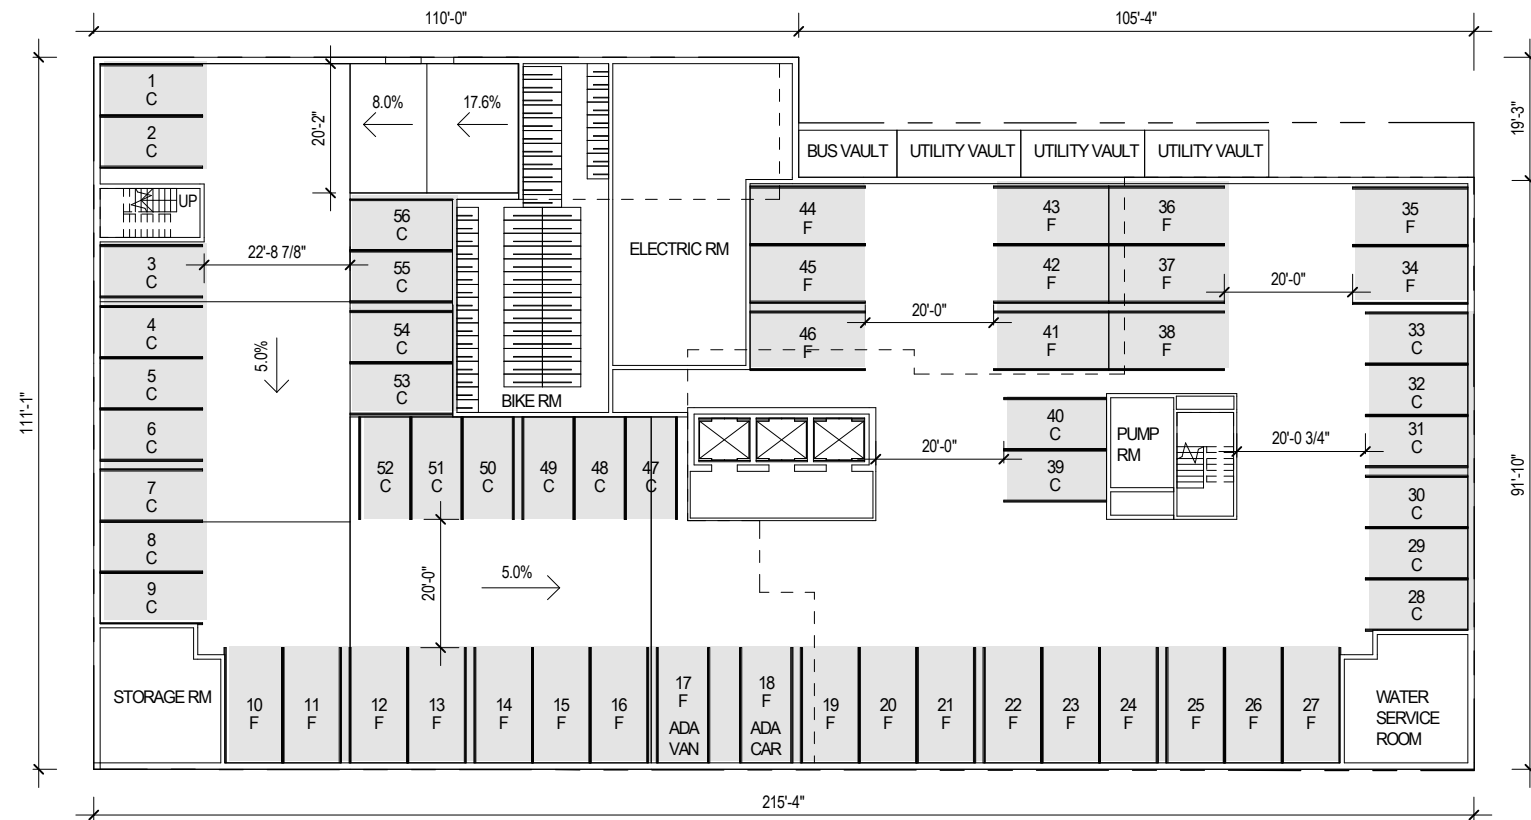 110'-0"
105'-4"
111'-1"
19'-3"
91'-10"
215'-4"
1
C
2
C
UP
3
C
4
C
5
C
6
C
7
C
8
C
9
C
22'-8 7/8"
5.0%
20'-2"
8.0%
17.6%
56
C
55
C
54
C
53
C
BIKE RM
ELECTRIC RM
BUS VAULT
UTILITY VAULT
UTILITY VAULT
UTILITY VAULT
44
F
45
F
46
F
20'-0"
43
F
42
F
41
F
36
F
37
F
38
F
20'-0"
35
F
34
F
33
C
32
C
31
C
30
C
29
C
28
C
52
C
51
C
50
C
49
C
48
C
47
C
20'-0"
40
C
39
C
PUMP
RM
20'-0 3/4"
20'-0"
5.0%
STORAGE RM
10
F
11
F
12
F
13
F
14
F
15
F
16
F
17
F
ADA
VAN
18
F
ADA
CAR
19
F
20
F
21
F
22
F
23
F
24
F
25
F
26
F
27
F
WATER
SERVICE
ROOM